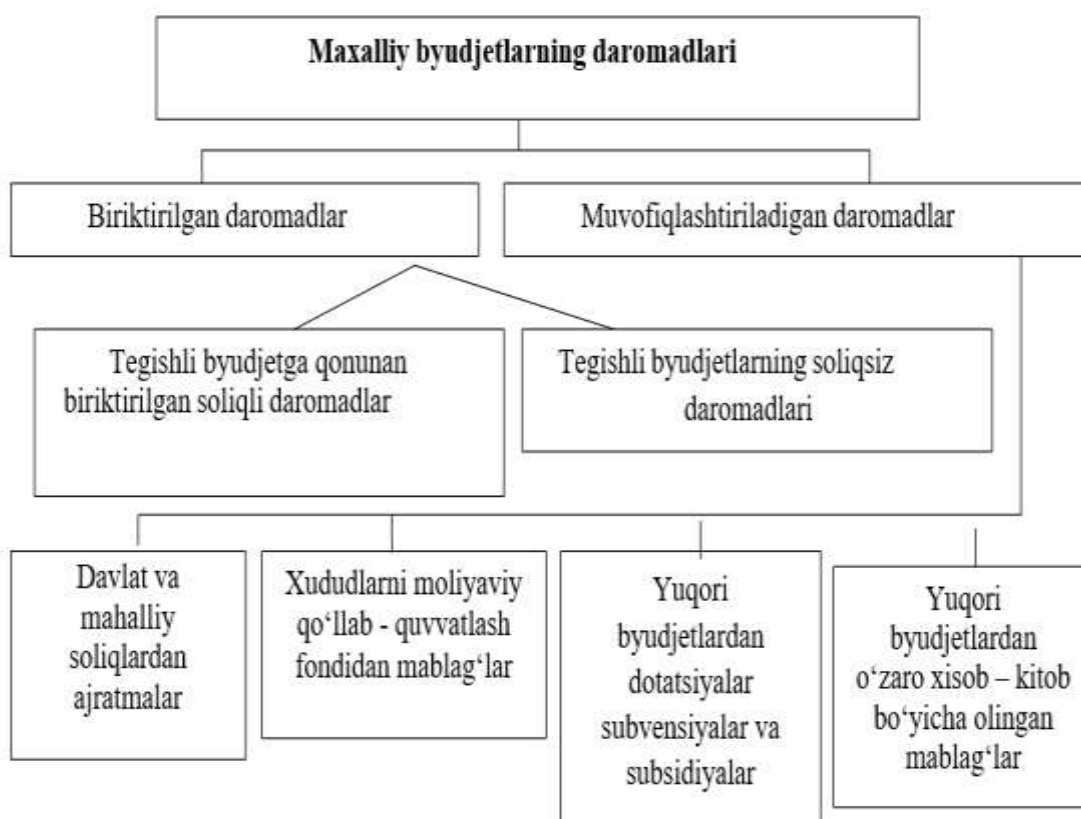 Maxalliy byudjetlarning daromadlari
Biriktirilgan daromadlar
Muvofiqlashtiriladigan daromadlar
Tegishli byudjetga qonunan
biriktirilgan soliqli daromadlar
Tegishli byudjetlarning soliqsiz
daromadlari
Davlat va
mahalliy
soliqlardan
ajratmalar
Xududlarni moliyaviy
qo‘llab - quvvatlash
fondidan mablag‘lar
Yuqori
byudjetlardan
dotatsiyalar
subvensiyalar va
subsidiyalar
Yuqori
byudjetlardan
o‘zaro xisob – kitob
bo‘yicha olingan
mablag‘lar